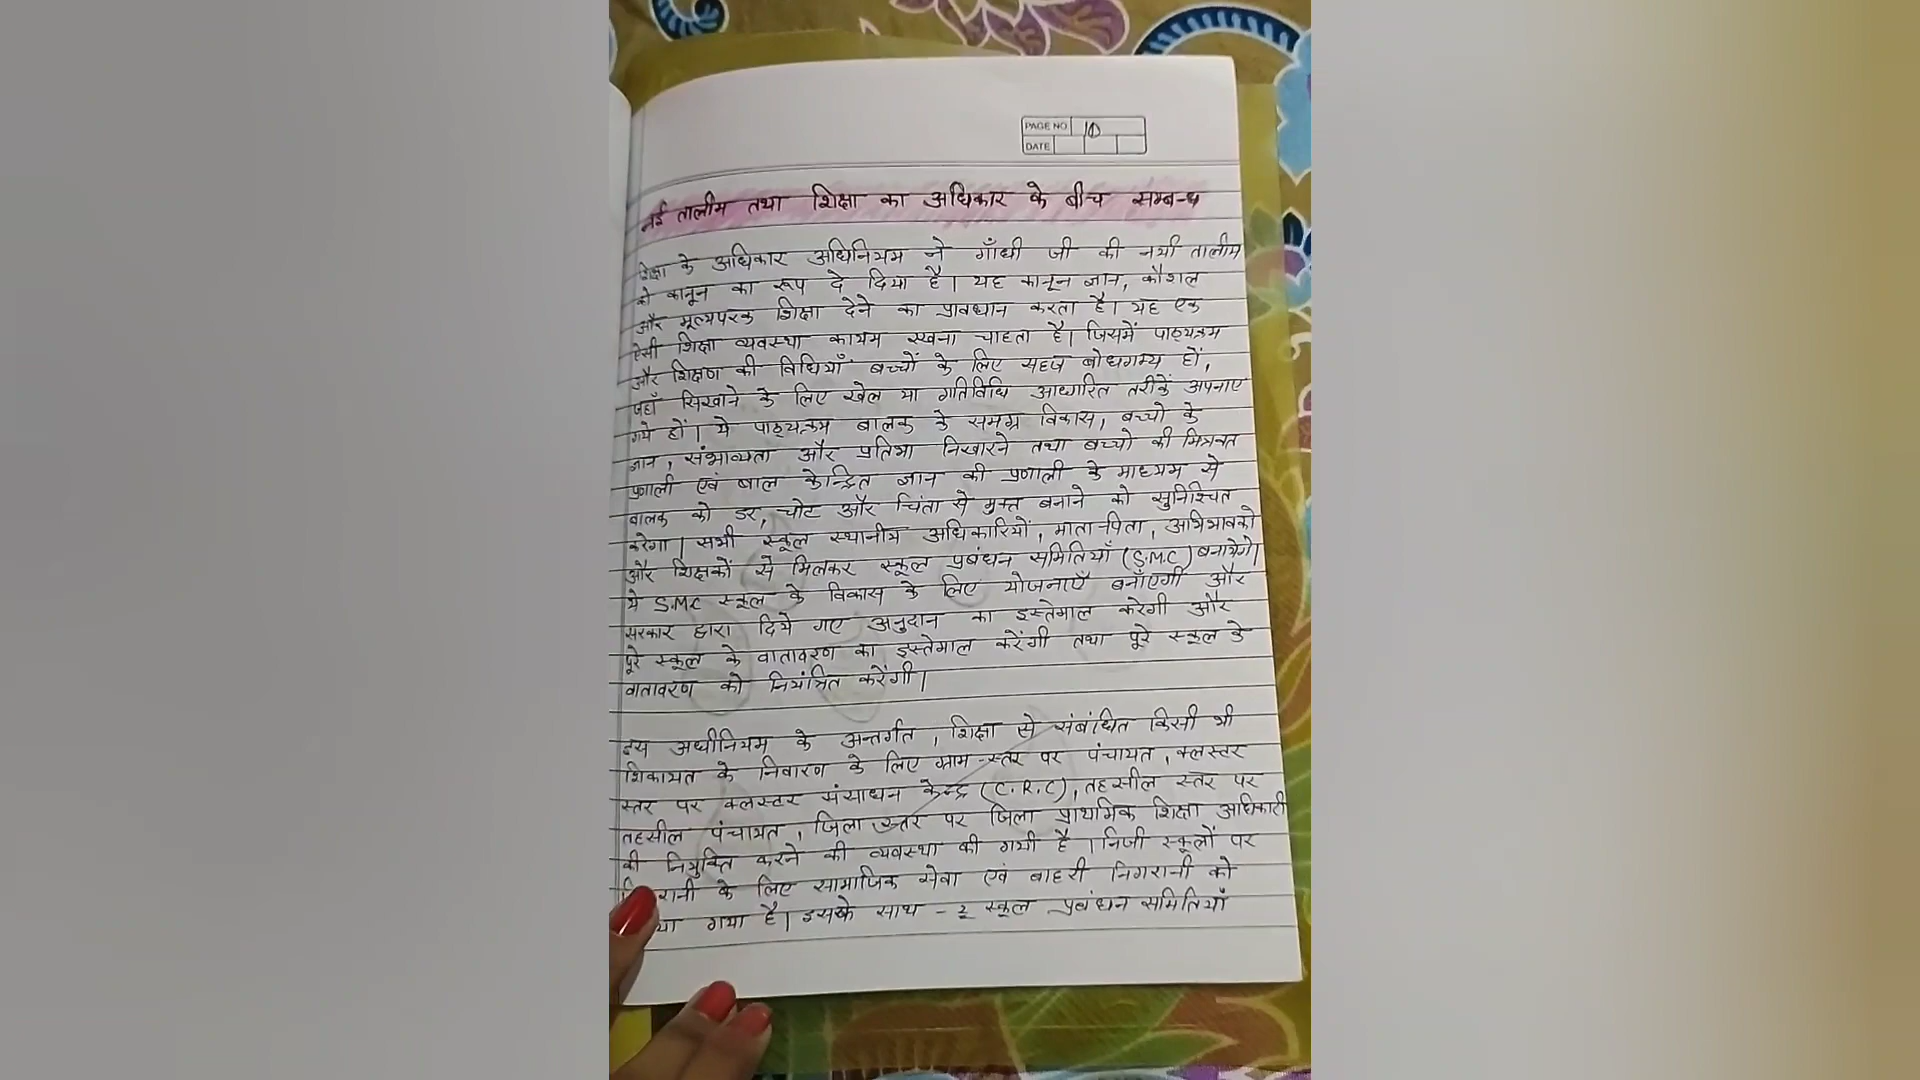 PAGE NO 10
DATE
नई तालीम तथा शिक्षा का अधिकार के बीच सम्बन्ध
शिक्षा के अधिकार अधिनियम ने गाँधी जी की नयी तालीम
को कानून का रूप दे दिया है। यह कानून ज्ञान, कौशल
और मूल्यपरक शिक्षा देने का प्रावधान करता है। यह एक
ऐसी शिक्षा व्यवस्था कायम रखना चाहता है। जिसमें पाठ्यक्रम
और शिक्षण की विधियाँ बच्चों के लिए सहज बोधगम्य हों,
जहाँ सिखाने के लिए खेल या गतिविधि आधारित तरीकें अपनाए
गये हों। ये पाठ्यक्रम बालक के समग्र विकास, बच्चो के
ज्ञान, संभाव्यता और प्रतिभा निखारने तथा बच्चो की मित्रवत
प्रणाली एवं बाल केन्द्रित ज्ञान की प्रणाली के माध्यम से
बालक को डर, चोट और चिंता से मुक्त बनाने को सुनिश्चित
करेगा। सभी स्कूल स्थानीय अधिकारियों, माता-पिता, अभिभावको
और शिक्षकों से मिलकर स्कूल प्रबंधन समितियाँ (S.M.C) बनायेगे।
ये S.M.C स्कूल के विकास के लिए योजनाएँ बनाँएगी और
सरकार द्वारा दिये गए अनुदान का इस्तेमाल करेगी और
पूरे स्कूल के वातावरण का इस्तेमाल करेंगी तथा पूरे स्कूल के
वातावरण को नियंत्रित करेंगी।
इस अधीनियम के अन्तर्गत, शिक्षा से संबंधित किसी भी
शिकायत के निवारण के लिए ग्राम-स्तर पर पंचायत, क्लस्टर
स्तर पर क्लस्टर संसाधन केन्द्र (C.R.C), तहसील स्तर पर
तहसील पंचायत, जिला स्तर पर जिला प्राथमिक शिक्षा अधिकारी
की नियुक्ति करने की व्यवस्था की गयी है। निजी स्कूलों पर
के लिए सामाजिक सेवा एवं बाहरी निगरानी को
गया है। इसके साथ-2 स्कूल प्रबंधन समितियाँ